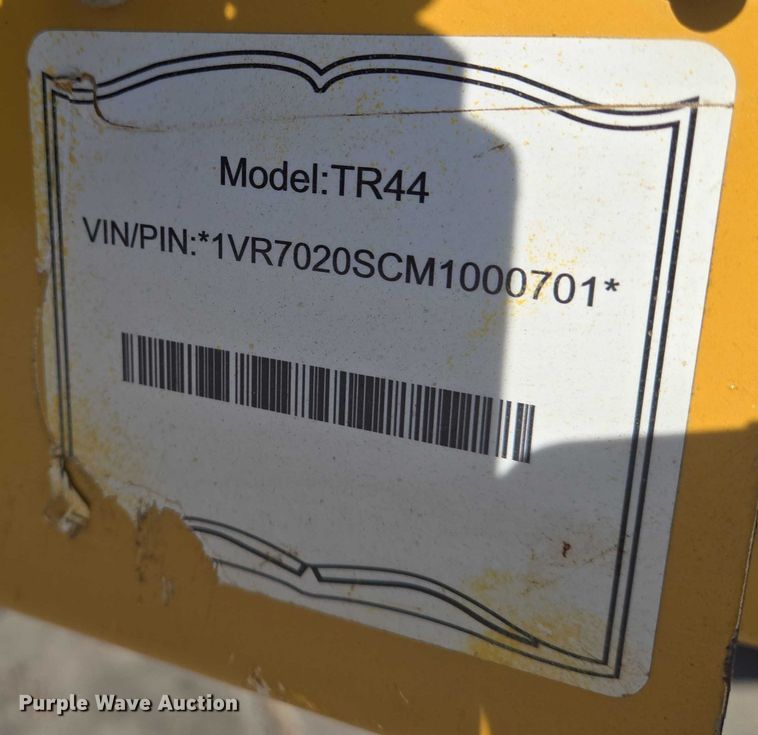 Model:TR44
VIN/PIN:*1VR7020SCM1000701*
Purple Wave Auction